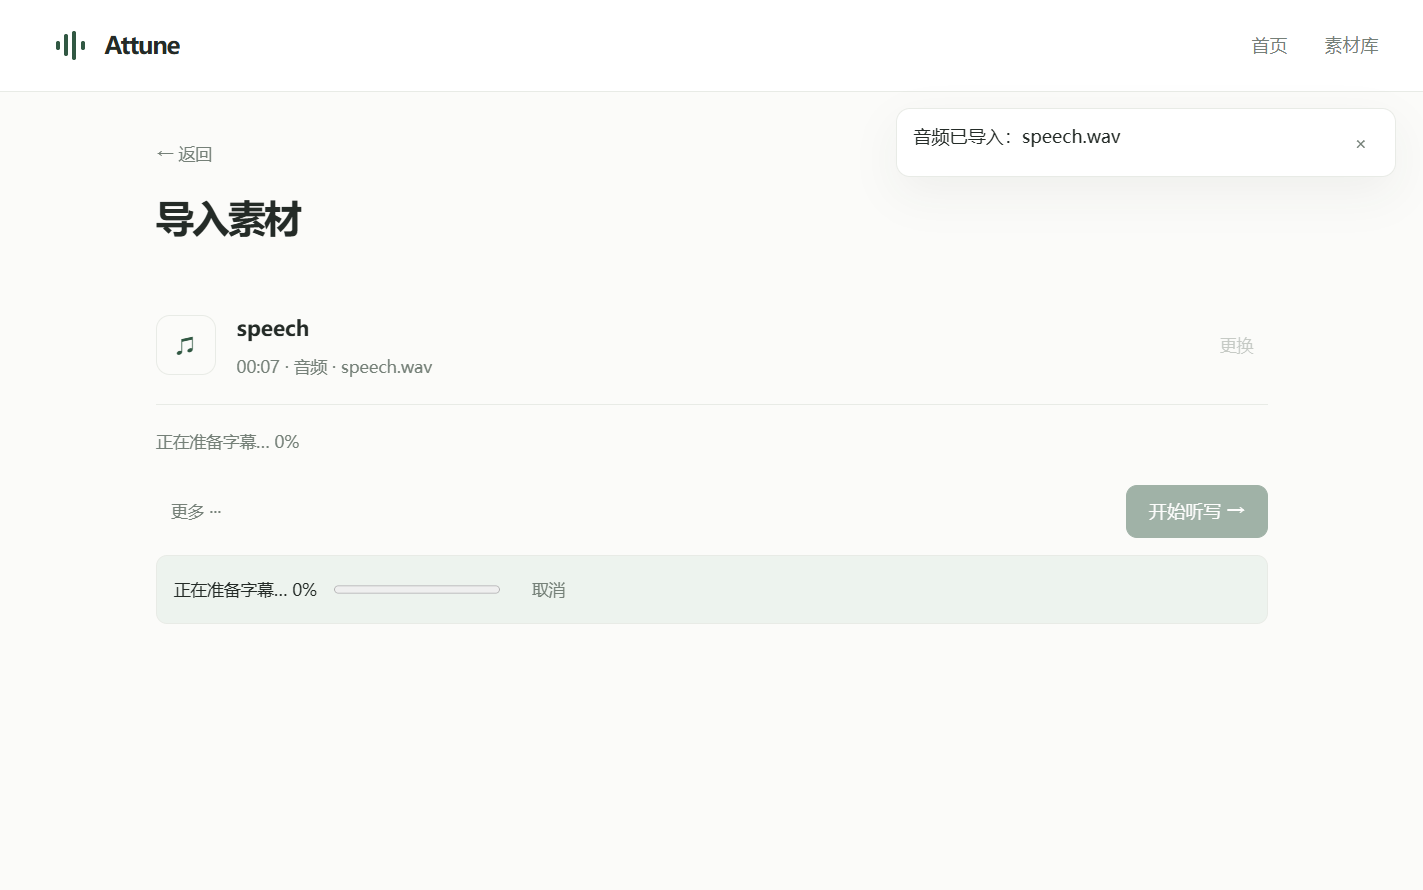 Attune
首页
素材库
音频已导入：speech.wav
×
← 返回
导入素材
speech
更换
00:07 · 音频 · speech.wav
正在准备字幕... 0%
更多 ···
开始听写 →
正在准备字幕... 0%
取消